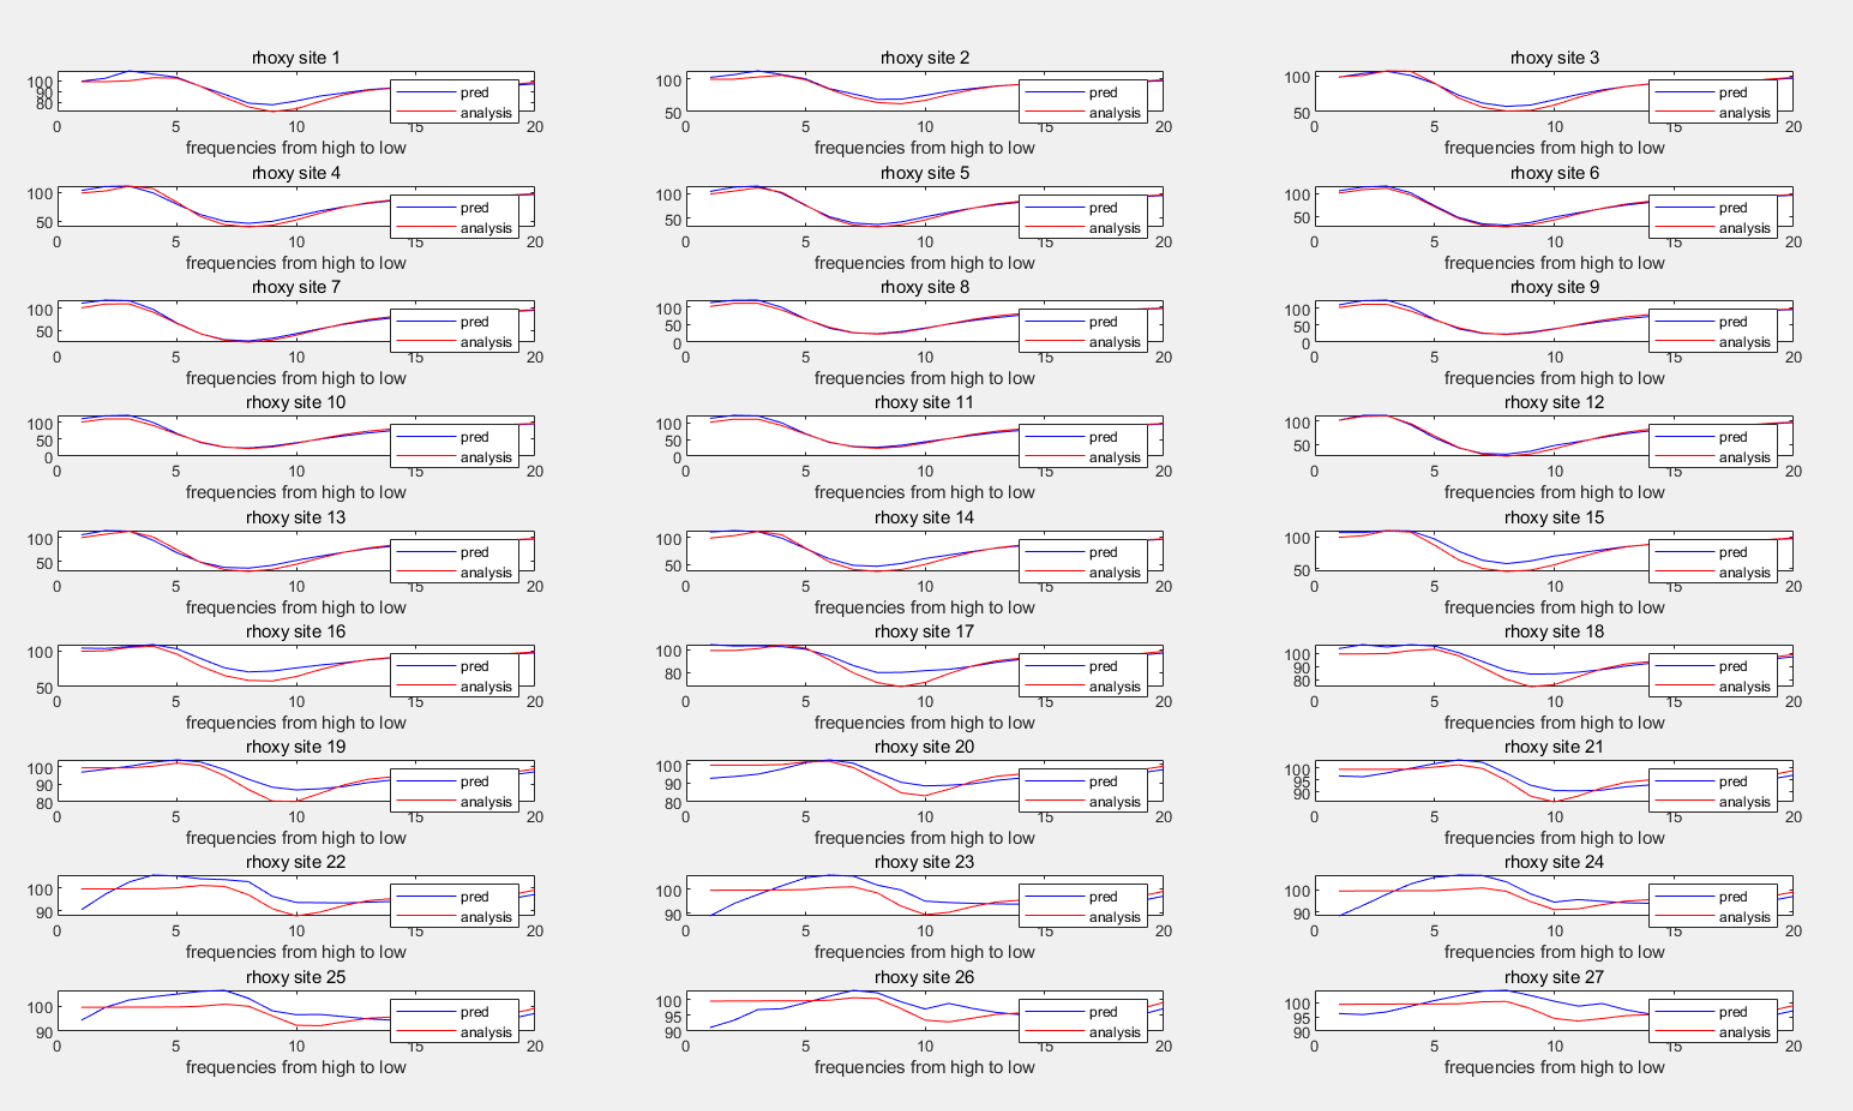 rhoxy site 1
100
90
80
pred
analysis
0 5 10 15 20
frequencies from high to low
rhoxy site 2
100
50
pred
analysis
0 5 10 15 20
frequencies from high to low
rhoxy site 3
100
50
pred
analysis
0 5 10 15 20
frequencies from high to low
rhoxy site 4
100
50
pred
analysis
0 5 10 15 20
frequencies from high to low
rhoxy site 5
100
50
pred
analysis
0 5 10 15 20
frequencies from high to low
rhoxy site 6
100
50
pred
analysis
0 5 10 15 20
frequencies from high to low
rhoxy site 7
100
50
pred
analysis
0 5 10 15 20
frequencies from high to low
rhoxy site 8
100
50
0
pred
analysis
0 5 10 15 20
frequencies from high to low
rhoxy site 9
100
50
0
pred
analysis
0 5 10 15 20
frequencies from high to low
rhoxy site 10
100
50
0
pred
analysis
0 5 10 15 20
frequencies from high to low
rhoxy site 11
100
50
0
pred
analysis
0 5 10 15 20
frequencies from high to low
rhoxy site 12
100
50
pred
analysis
0 5 10 15 20
frequencies from high to low
rhoxy site 13
100
50
pred
analysis
0 5 10 15 20
frequencies from high to low
rhoxy site 14
100
50
pred
analysis
0 5 10 15 20
frequencies from high to low
rhoxy site 15
100
50
pred
analysis
0 5 10 15 20
frequencies from high to low
rhoxy site 16
100
50
pred
analysis
0 5 10 15 20
frequencies from high to low
rhoxy site 17
100
80
pred
analysis
0 5 10 15 20
frequencies from high to low
rhoxy site 18
100
90
80
pred
analysis
0 5 10 15 20
frequencies from high to low
rhoxy site 19
100
90
80
pred
analysis
0 5 10 15 20
frequencies from high to low
rhoxy site 20
100
90
80
pred
analysis
0 5 10 15 20
frequencies from high to low
rhoxy site 21
100
95
90
pred
analysis
0 5 10 15 20
frequencies from high to low
rhoxy site 22
100
90
pred
analysis
0 5 10 15 20
frequencies from high to low
rhoxy site 23
100
90
pred
analysis
0 5 10 15 20
frequencies from high to low
rhoxy site 24
100
90
pred
analysis
0 5 10 15 20
frequencies from high to low
rhoxy site 25
100
90
pred
analysis
0 5 10 15 20
frequencies from high to low
rhoxy site 26
100
95
90
pred
analysis
0 5 10 15 20
frequencies from high to low
rhoxy site 27
100
95
90
pred
analysis
0 5 10 15 20
frequencies from high to low